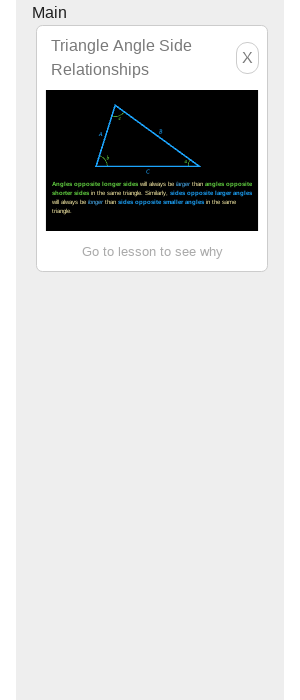 Main
Triangle Angle Side
Relationships
X
c
A
B
b
a
C
Angles opposite longer sides will always be larger than angles opposite
shorter sides in the same triangle. Similarly, sides opposite larger angles
will always be longer than sides opposite smaller angles in the same
triangle.
Go to lesson to see why